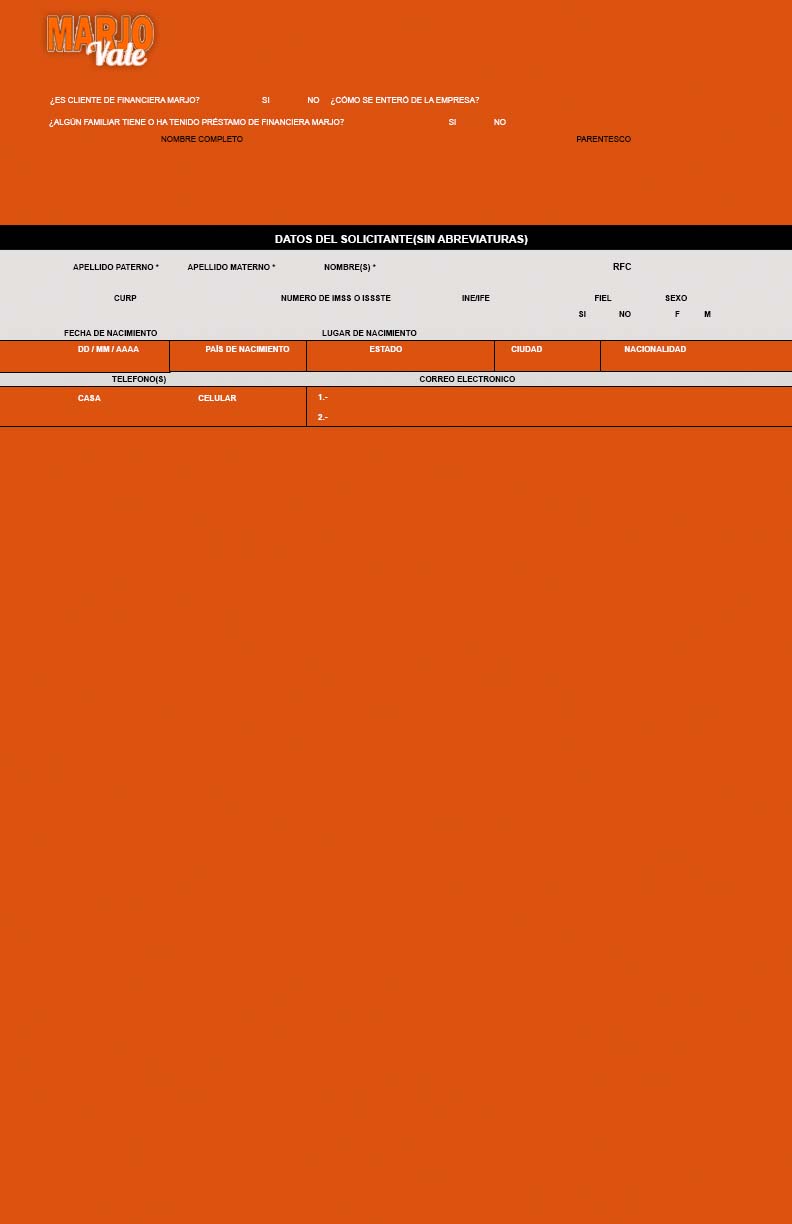 MARJO
Vale
¿ES CLIENTE DE FINANCIERA MARJO? SI NO ¿CÓMO SE ENTERÓ DE LA EMPRESA?
¿ALGÚN FAMILIAR TIENE O HA TENIDO PRÉSTAMO DE FINANCIERA MARJO? SI NO
NOMBRE COMPLETO PARENTESCO
DATOS DEL SOLICITANTE(SIN ABREVIATURAS)
APELLIDO PATERNO * APELLIDO MATERNO * NOMBRE(S) * RFC
CURP NUMERO DE IMSS O ISSSTE INE/IFE FIEL SEXO
SI NO F M
FECHA DE NACIMIENTO LUGAR DE NACIMIENTO
DD / MM / AAAA PAÍS DE NACIMIENTO ESTADO CIUDAD NACIONALIDAD
TELEFONO(S) CORREO ELECTRONICO
CASA CELULAR 1.-
2.-